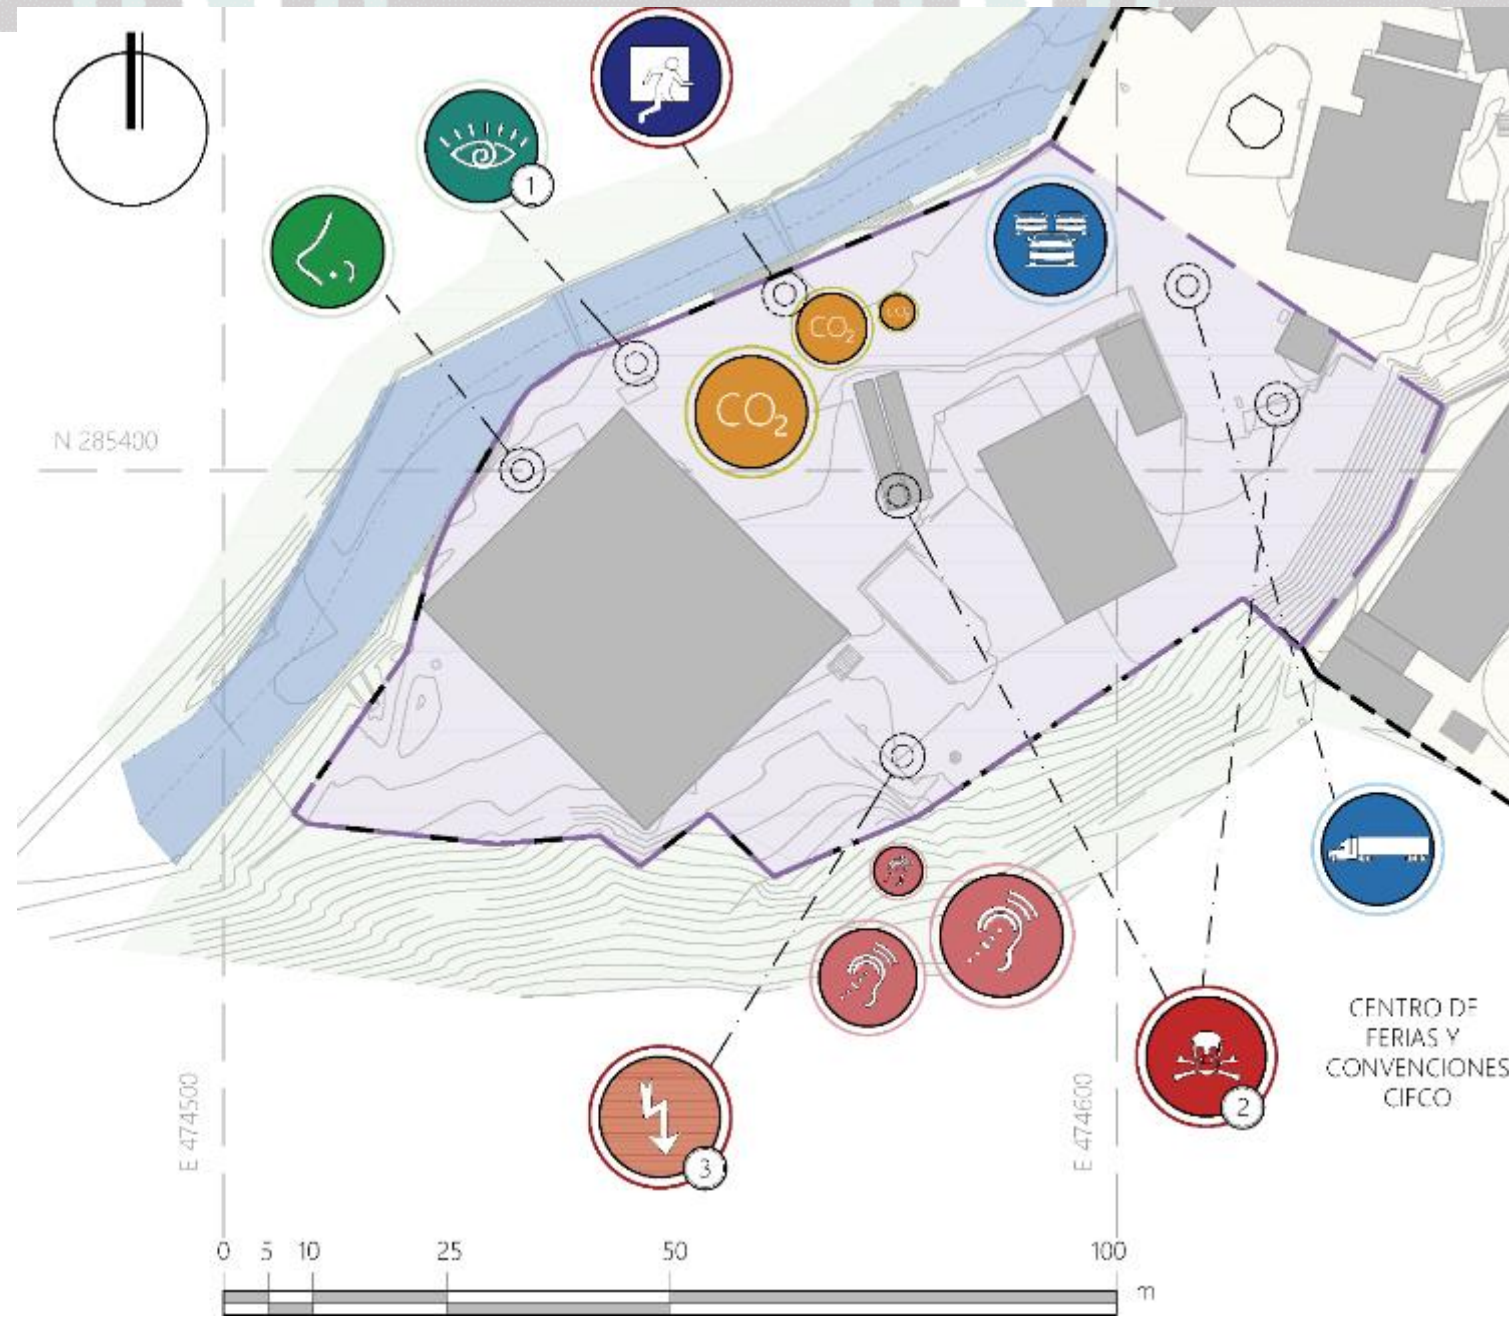 1
CO₂
CO₂
CO₂
N 285400
CENTRO DE
FERIAS Y
CONVENCIONES
CIFCO
2
3
E 474500
E 474600
0 5 10 25 50 100
m